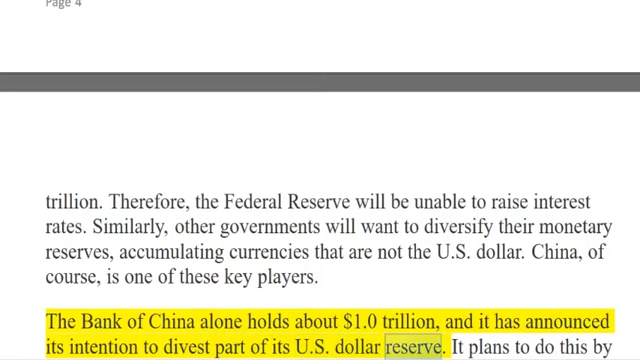 Page 4
trillion. Therefore, the Federal Reserve will be unable to raise interest
rates. Similarly, other governments will want to diversify their monetary
reserves, accumulating currencies that are not the U.S. dollar. China, of
course, is one of these key players.
The Bank of China alone holds about $1.0 trillion, and it has announced
its intention to divest part of its U.S. dollar reserve. It plans to do this by